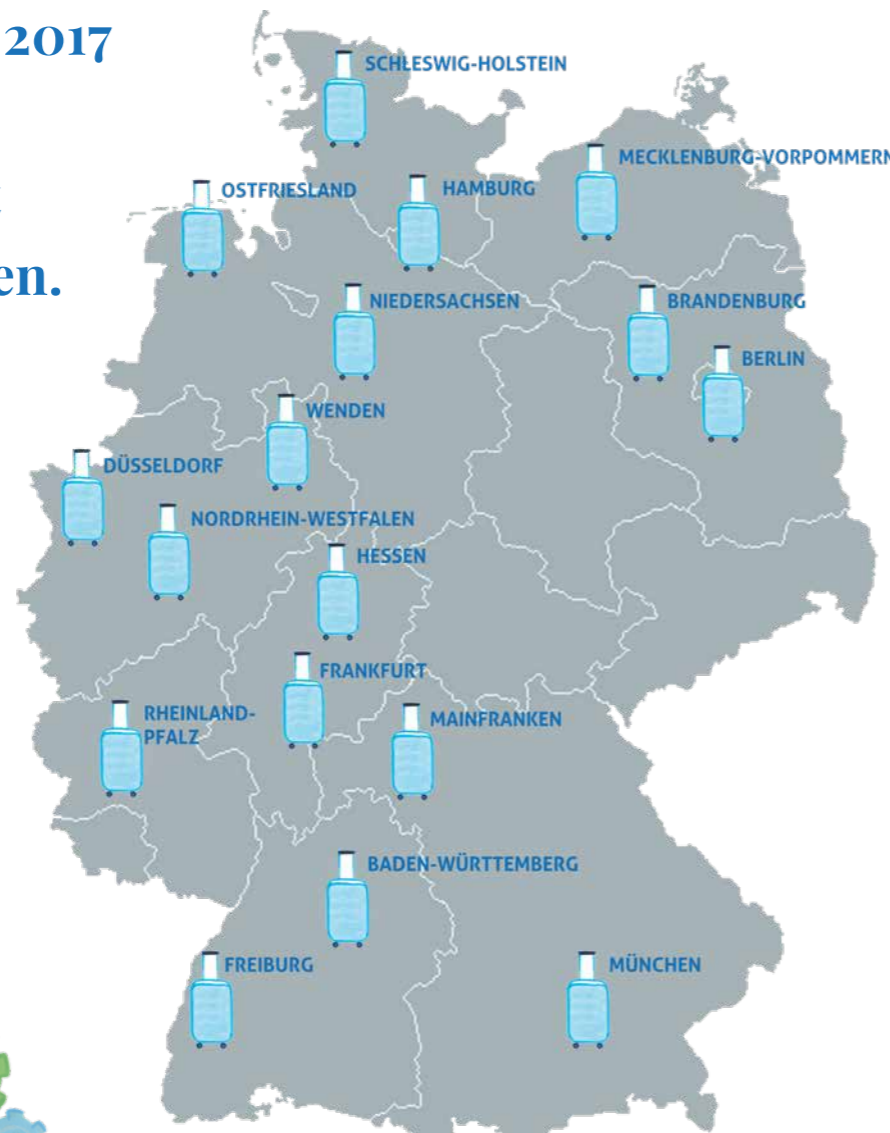 2017
en.
SCHLESWIG-HOLSTEIN
MECKLENBURG-VORPOMMERN
OSTFRIESLAND
HAMBURG
NIEDERSACHSEN
BRANDENBURG
BERLIN
WENDEN
DÜSSELDORF
NORDRHEIN-WESTFALEN
HESSEN
FRANKFURT
RHEINLAND-
PFALZ
MAINFRANKEN
BADEN-WÜRTTEMBERG
FREIBURG
MÜNCHEN